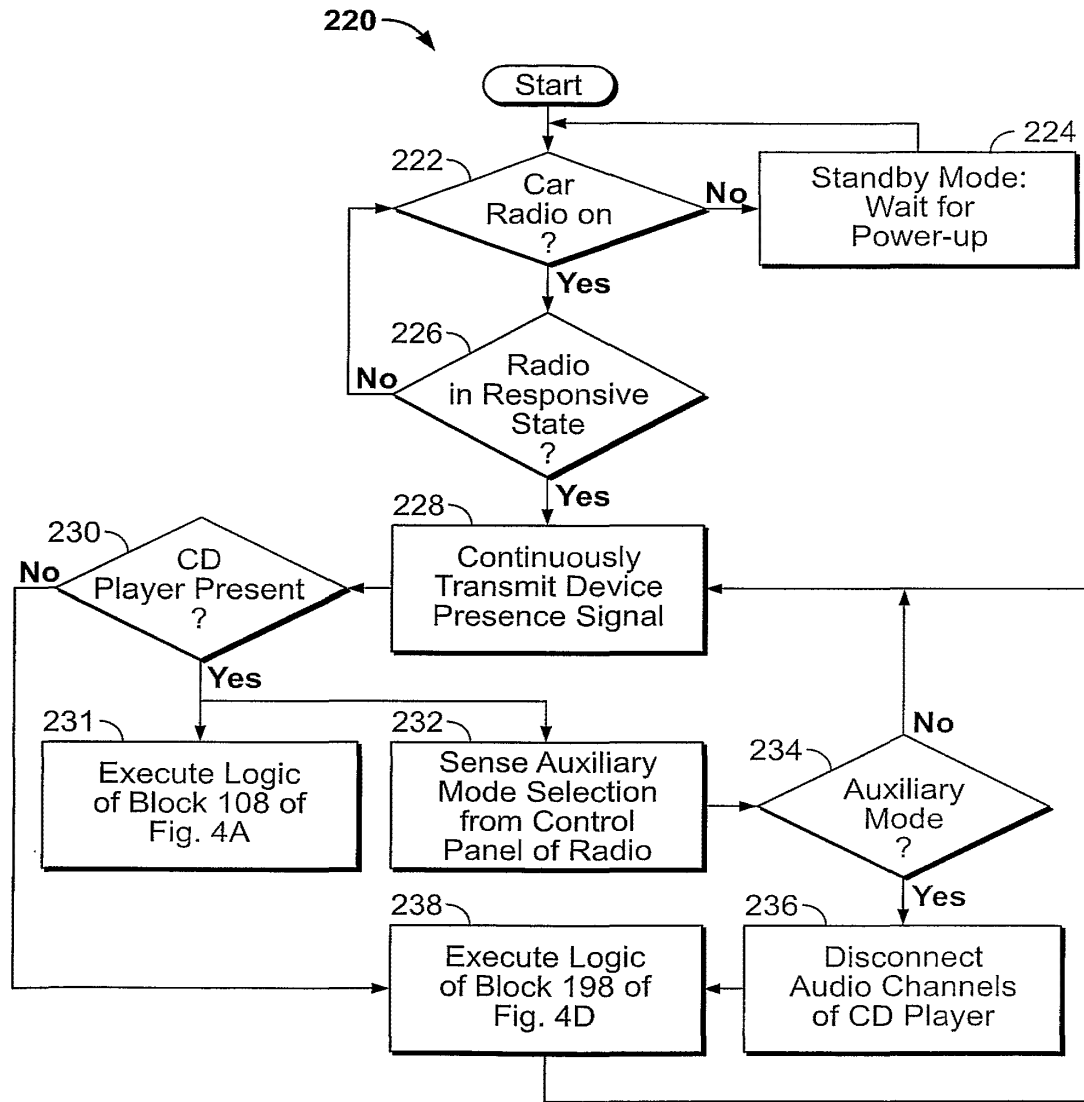 220
Start
222
Car
Radio on
?
No
224
Standby Mode:
Wait for
Power-up
Yes
226
Radio
in Responsive
State
?
No
Yes
228
Continuously
Transmit Device
Presence Signal
230
CD
Player Present
?
No
Yes
231
Execute Logic
of Block 108 of
Fig. 4A
232
Sense Auxiliary
Mode Selection
from Control
Panel of Radio
234
Auxiliary
Mode
?
No
Yes
236
Disconnect
Audio Channels
of CD Player
238
Execute Logic
of Block 198 of
Fig. 4D